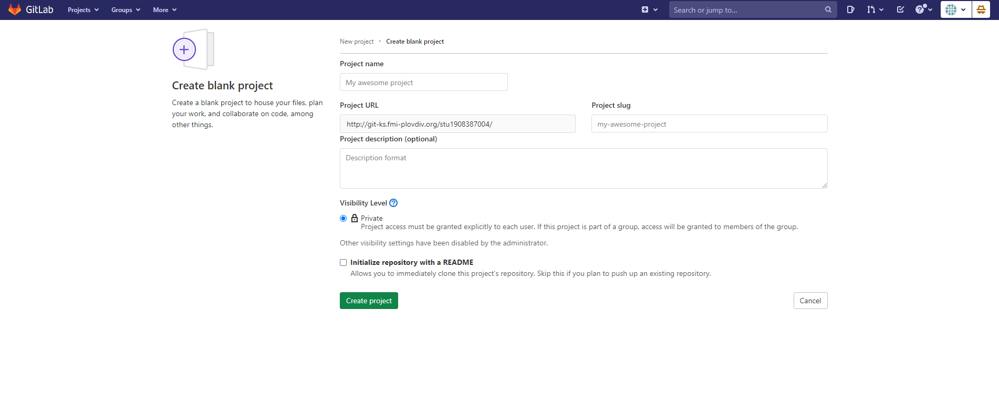 GitLab Projects Groups More Search or jump to...
New project › Create blank project
Create blank project
Create a blank project to house your files, plan
your work, and collaborate on code, among
other things.
Project name
My awesome project
Project URL Project slug
http://git-ks.fmi-plovdiv.org/stu1908387004/ my-awesome-project
Project description (optional)
Description format
Visibility Level
Private
Project access must be granted explicitly to each user. If this project is part of a group, access will be granted to members of the group.
Other visibility settings have been disabled by the administrator.
Initialize repository with a README
Allows you to immediately clone this project’s repository. Skip this if you plan to push up an existing repository.
Create project Cancel